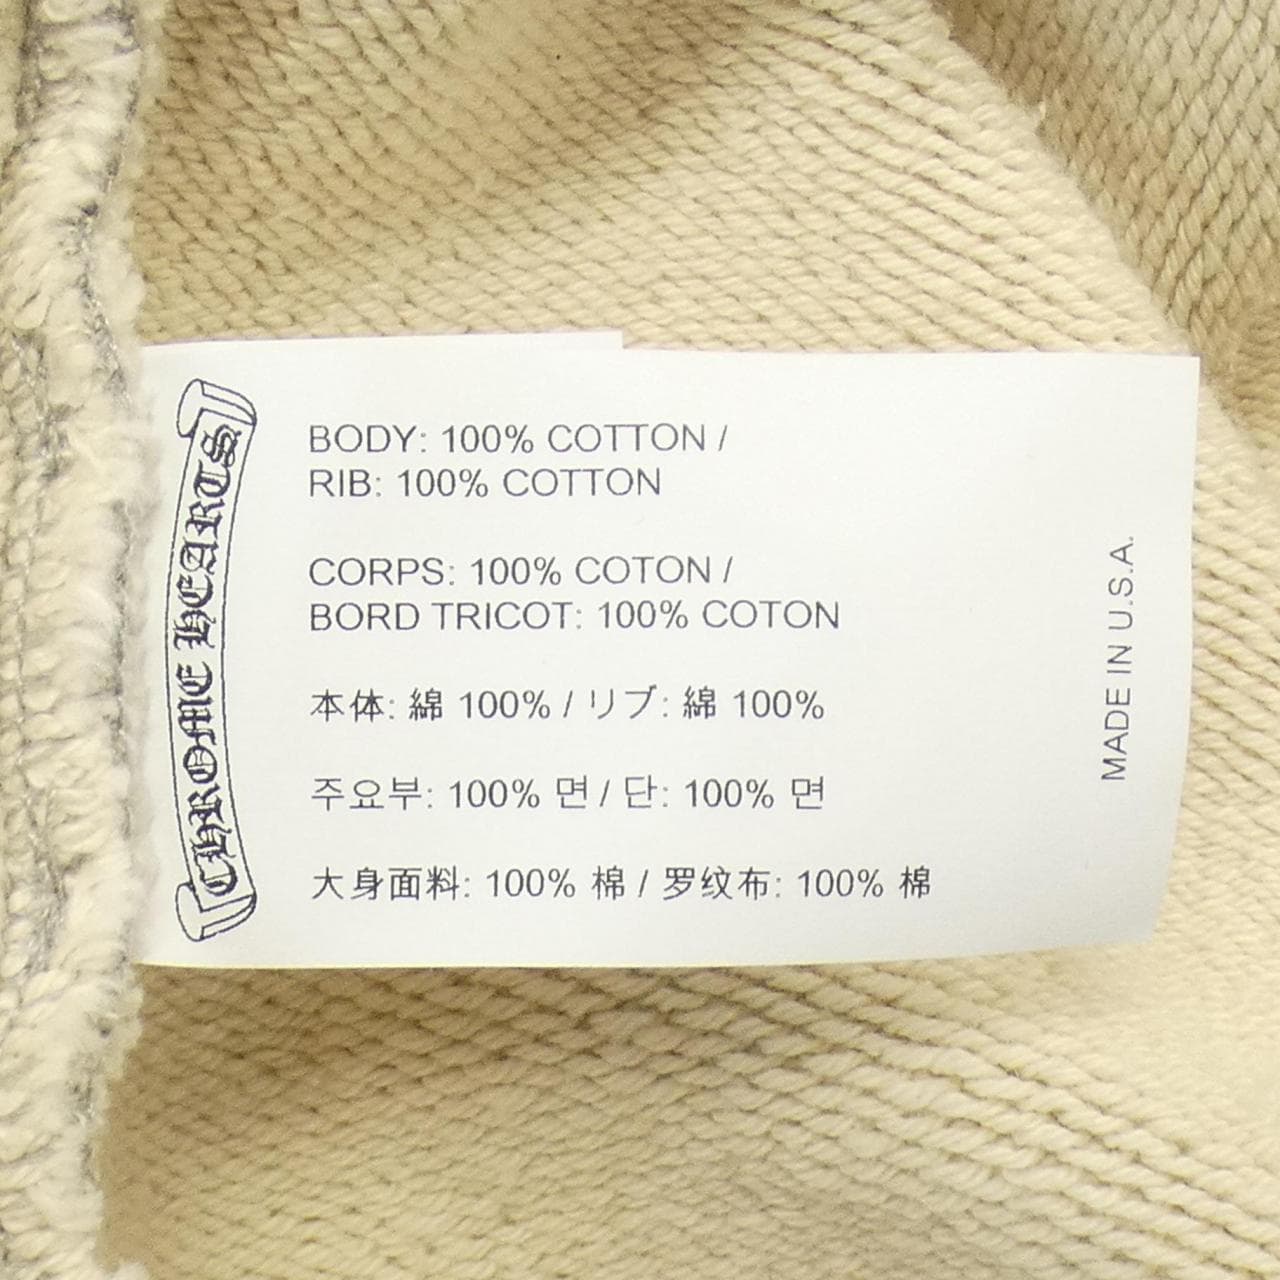 CHROME HEARTS
BODY: 100% COTTON /
RIB: 100% COTTON
CORPS: 100% COTON /
BORD TRICOT: 100% COTON
本体: 綿 100% / リブ: 綿 100%
주요부: 100% 면 / 단: 100% 면
大身面料: 100% 棉 / 罗纹布: 100% 棉
MADE IN U.S.A.